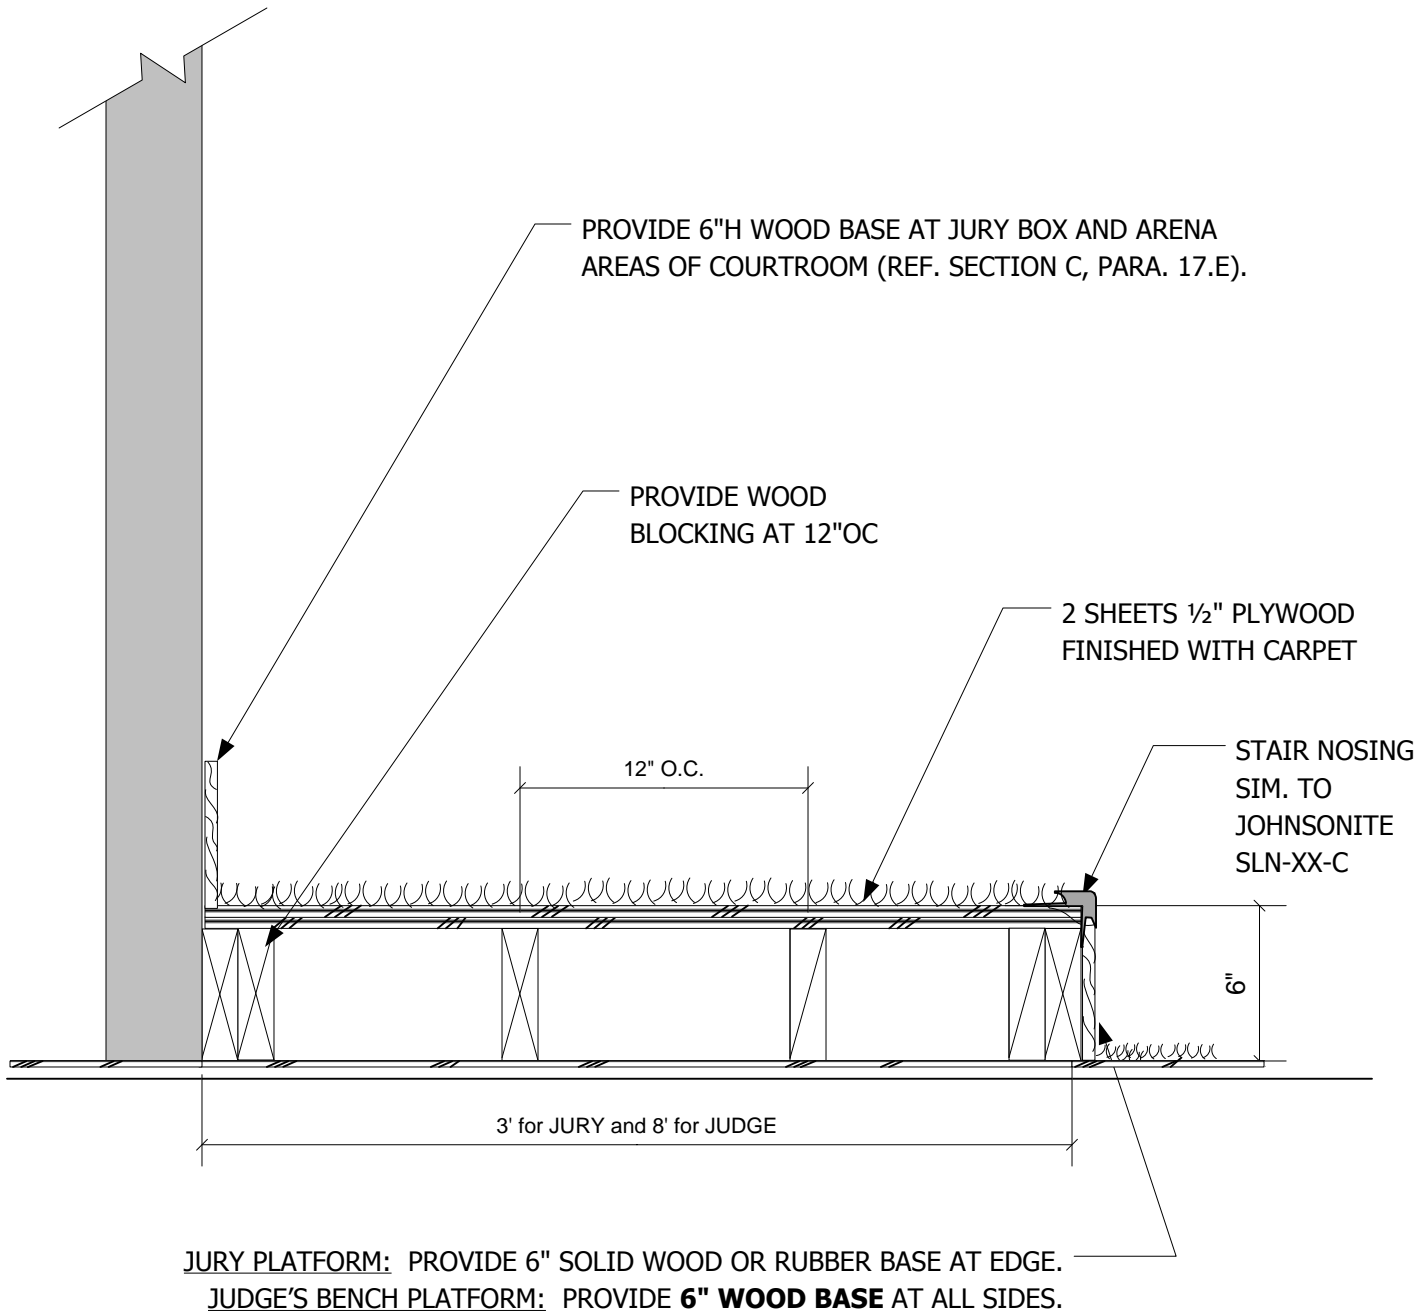 PROVIDE 6"H WOOD BASE AT JURY BOX AND ARENA
AREAS OF COURTROOM (REF. SECTION C, PARA. 17.E).
PROVIDE WOOD
BLOCKING AT 12"OC
2 SHEETS ½" PLYWOOD
FINISHED WITH CARPET
STAIR NOSING
SIM. TO
JOHNSONITE
SLN-XX-C
12" O.C.
6"
3' for JURY and 8' for JUDGE
JURY PLATFORM: PROVIDE 6" SOLID WOOD OR RUBBER BASE AT EDGE.
JUDGE’S BENCH PLATFORM: PROVIDE 6" WOOD BASE AT ALL SIDES.